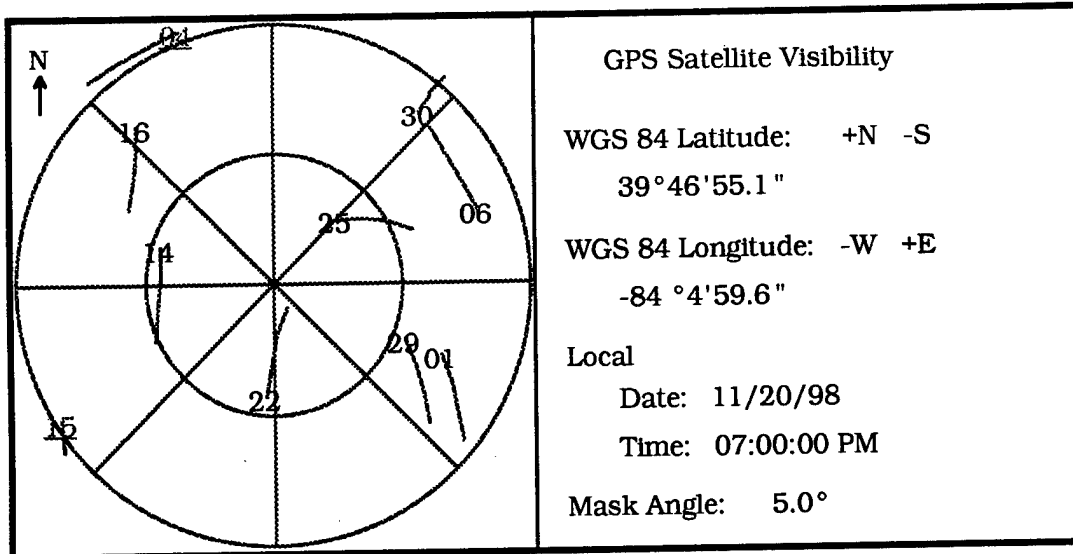 04
N
30
16
06
25
14
29
01
22
15
GPS Satellite Visibility
WGS 84 Latitude: +N -S
39°46'55.1"
WGS 84 Longitude: -W +E
-84 °4'59.6"
Local
Date: 11/20/98
Time: 07:00:00 PM
Mask Angle: 5.0°